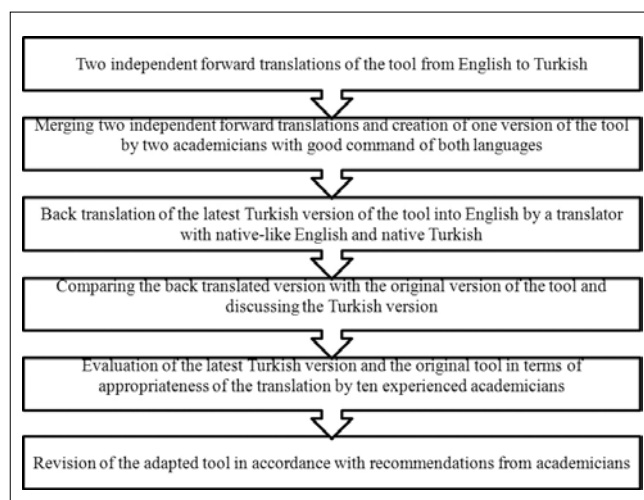 Two independent forward translations of the tool from English to Turkish
Merging two independent forward translations and creation of one version of the tool
by two academicians with good command of both languages
Back translation of the latest Turkish version of the tool into English by a translator
with native-like English and native Turkish
Comparing the back translated version with the original version of the tool and
discussing the Turkish version
Evaluation of the latest Turkish version and the original tool in terms of
appropriateness of the translation by ten experienced academicians
Revision of the adapted tool in accordance with recommendations from academicians